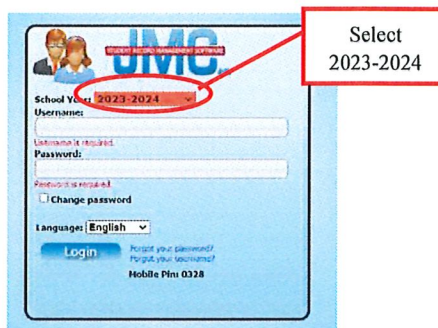 Select
2023-2024
STUDENT RECORD MANAGEMENT SOFTWARE
JMC
School Year: 2023-2024
Username:
Username is required.
Password:
Password is required.
Change password
Language: English
Login
Forgot your password?
Forgot your username?
Mobile Pin: 0328